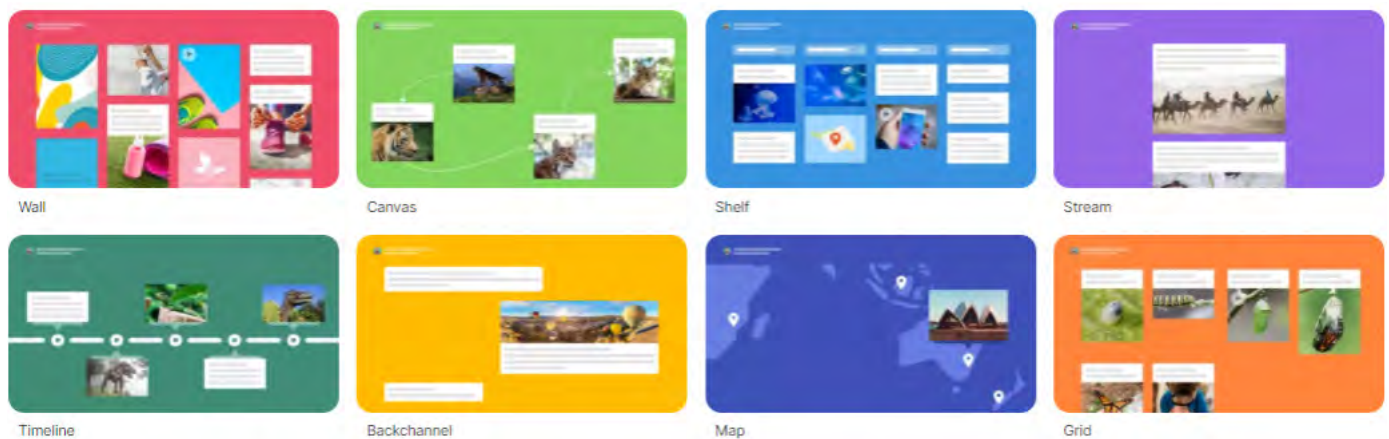 Wall
Canvas
Shelf
Stream
Timeline
Backchannel
Map
Grid